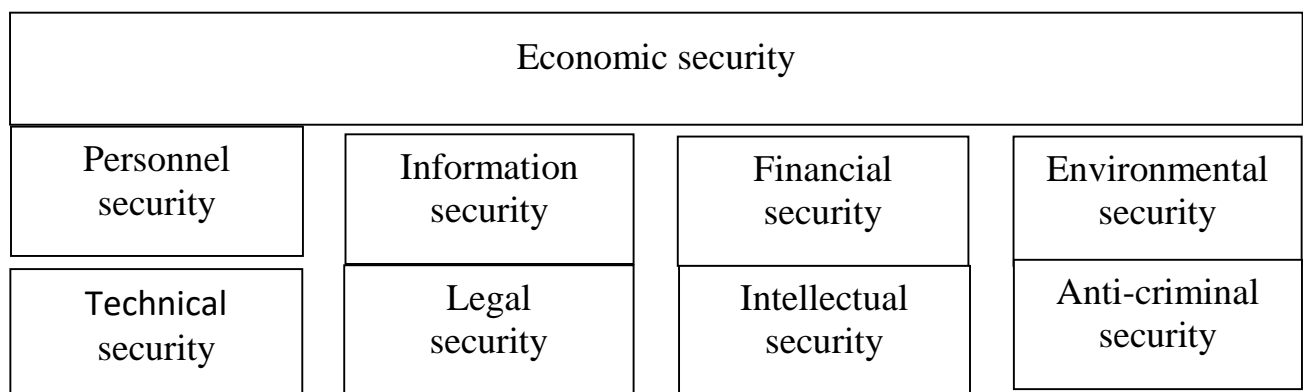 Economic security
Personnel
security
Information
security
Financial
security
Environmental
security
Technical
security
Legal
security
Intellectual
security
Anti-criminal
security